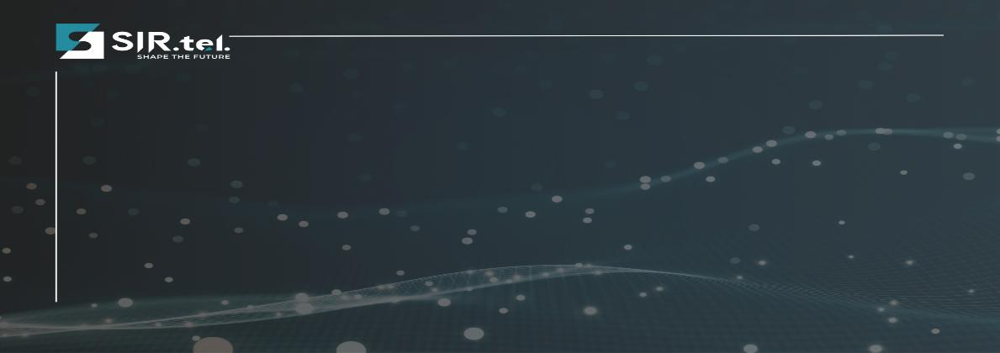 SIR.tel.
SHAPE THE FUTURE